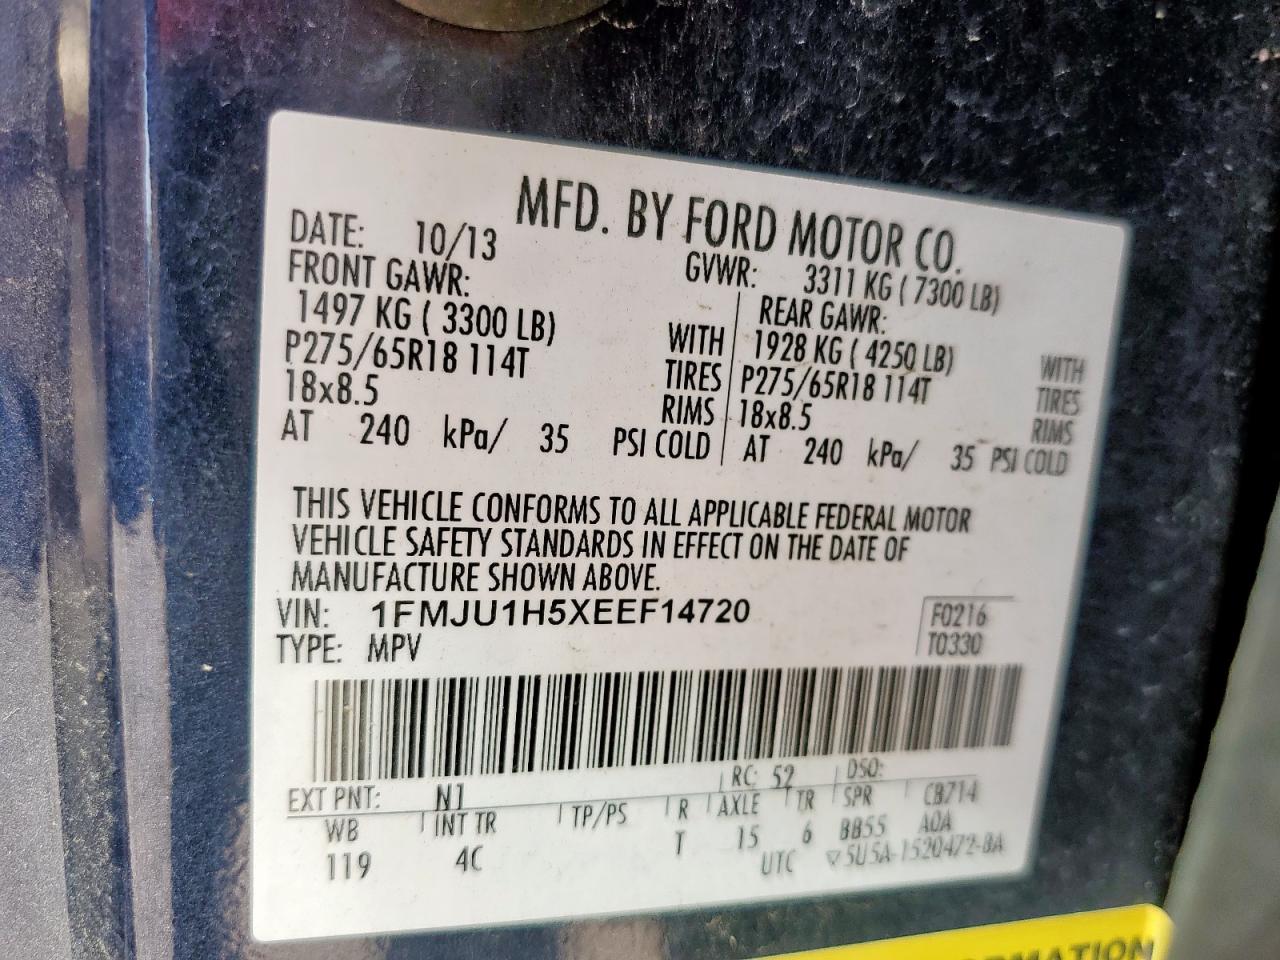 MFD. BY FORD MOTOR CO.
DATE: 10/13 GVWR: 3311 KG ( 7300 LB)
FRONT GAWR: REAR GAWR:
1497 KG ( 3300 LB) WITH 1928 KG ( 4250 LB) WITH
P275/65R18 114T TIRES P275/65R18 114T TIRES
18x8.5 RIMS 18x8.5 RIMS
AT 240 kPa/ 35 PSI COLD AT 240 kPa/ 35 PSI COLD
THIS VEHICLE CONFORMS TO ALL APPLICABLE FEDERAL MOTOR
VEHICLE SAFETY STANDARDS IN EFFECT ON THE DATE OF
MANUFACTURE SHOWN ABOVE.
VIN: 1FMJU1H5XEEF14720 F0216
TYPE: MPV T0330
EXT PNT: N1 RC: 52 DSO:
WB INT TR TP/PS R AXLE TR SPR CB714
119 4C T 15 6 BB55 A0A
UTC ▽5U5A-1520472-BA